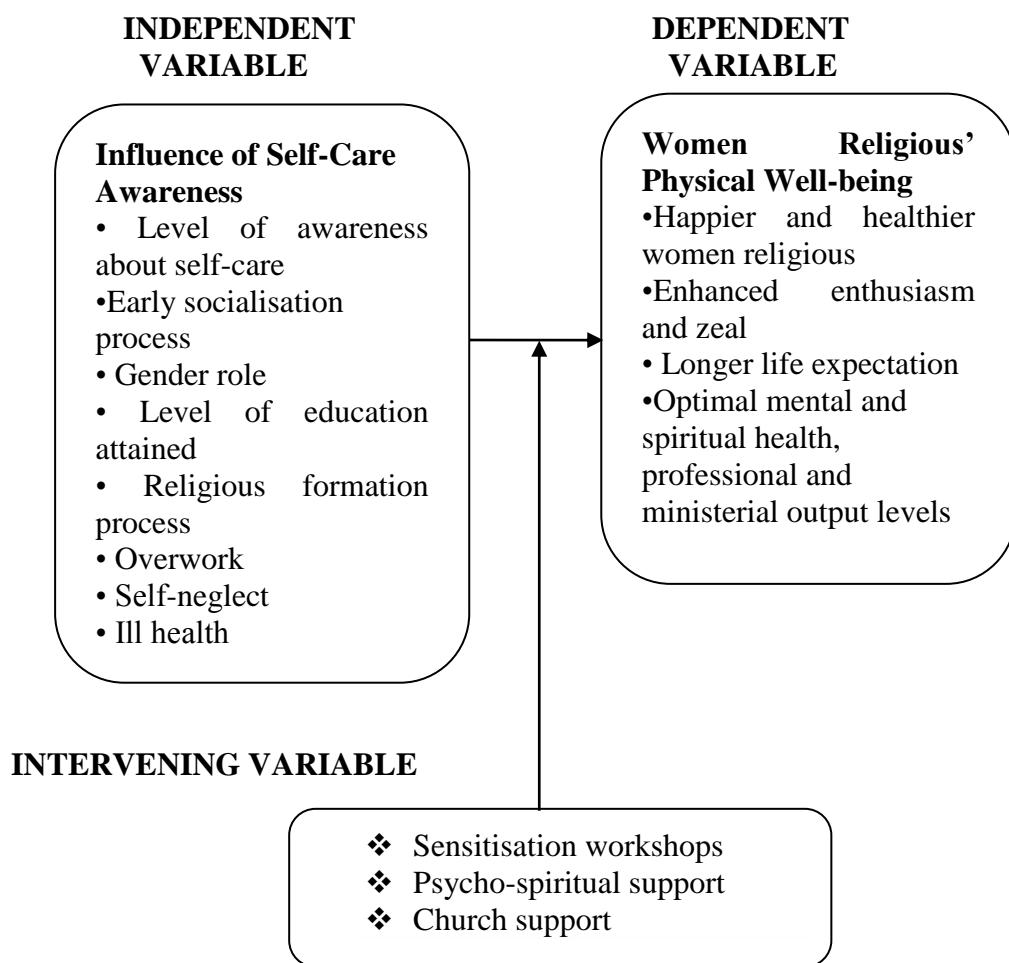 INDEPENDENT
VARIABLE
Influence of Self-Care
Awareness
• Level of awareness
about self-care
•Early socialisation
process
• Gender role
• Level of education
attained
• Religious formation
process
• Overwork
• Self-neglect
• Ill health
DEPENDENT
VARIABLE
Women Religious’
Physical Well-being
•Happier and healthier
women religious
•Enhanced enthusiasm
and zeal
• Longer life expectation
•Optimal mental and
spiritual health,
professional and
ministerial output levels
INTERVENING VARIABLE
❖ Sensitisation workshops
❖ Psycho-spiritual support
❖ Church support